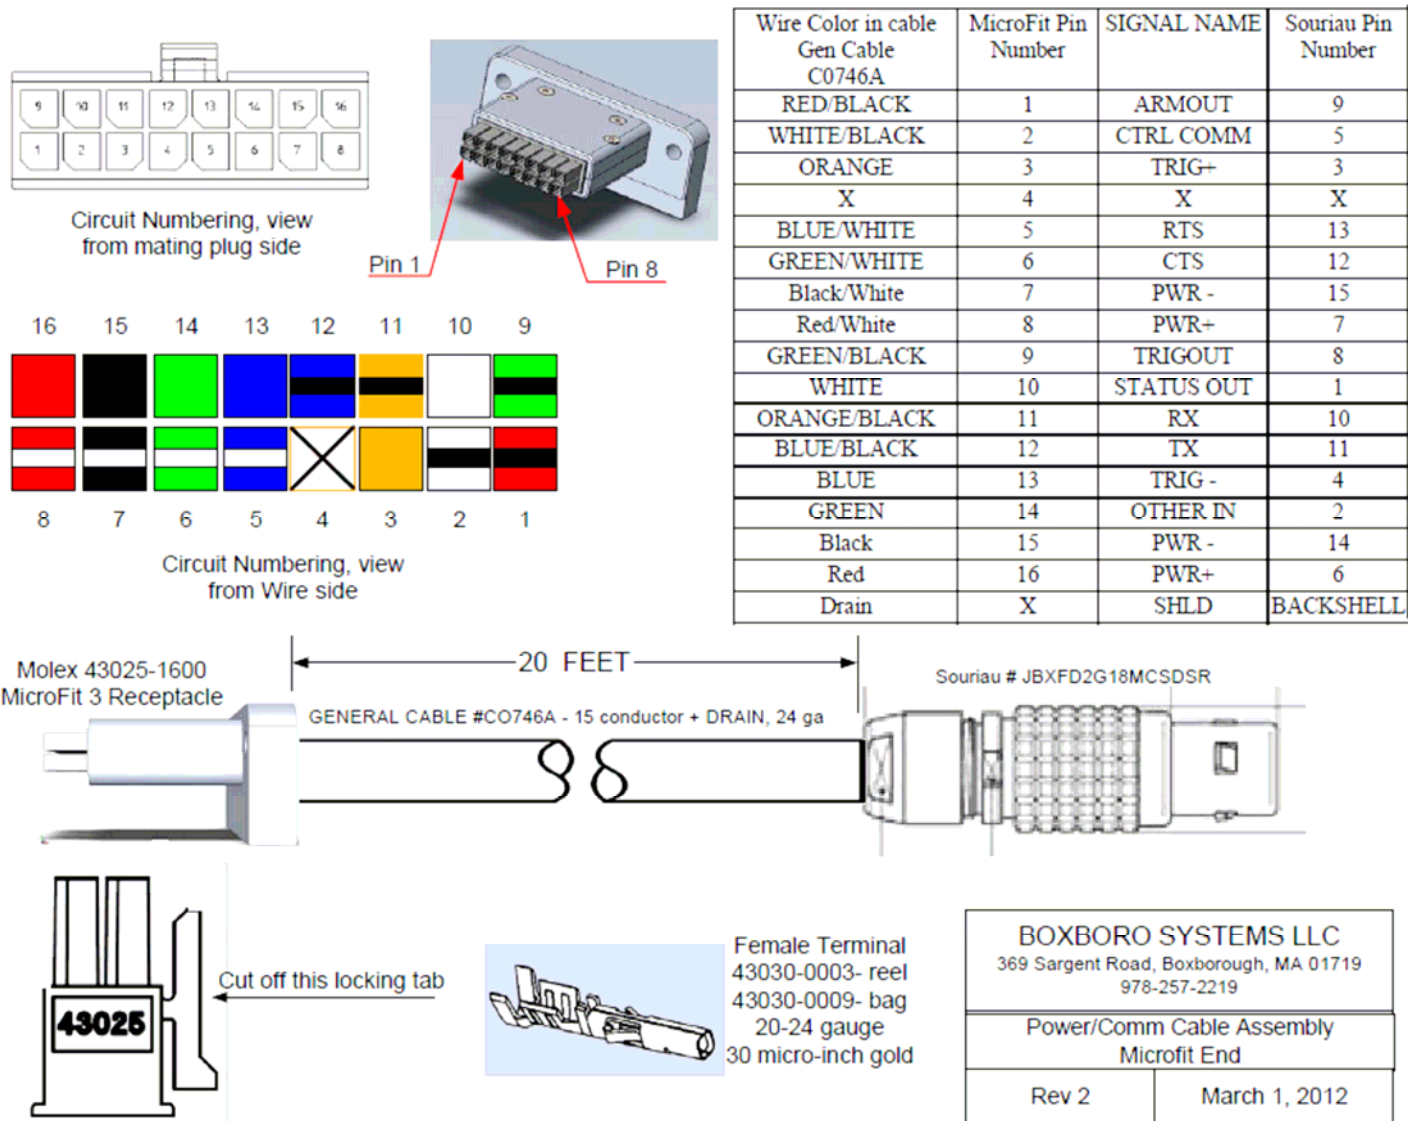 9 10 11 12 13 14 15 16
1 2 3 4 5 6 7 8
Circuit Numbering, view
from mating plug side
Pin 1
Pin 8
16 15 14 13 12 11 10 9
8 7 6 5 4 3 2 1
Circuit Numbering, view
from Wire side
Wire Color in cable Gen Cable C0746A MicroFit Pin Number SIGNAL NAME Souriau Pin Number
RED/BLACK 1 ARMOUT 9
WHITE/BLACK 2 CTRL COMM 5
ORANGE 3 TRIG+ 3
X 4 X X
BLUE/WHITE 5 RTS 13
GREEN/WHITE 6 CTS 12
Black/White 7 PWR - 15
Red/White 8 PWR+ 7
GREEN/BLACK 9 TRIGOUT 8
WHITE 10 STATUS OUT 1
ORANGE/BLACK 11 RX 10
BLUE/BLACK 12 TX 11
BLUE 13 TRIG - 4
GREEN 14 OTHER IN 2
Black 15 PWR - 14
Red 16 PWR+ 6
Drain X SHLD BACKSHELL
Molex 43025-1600
MicroFit 3 Receptacle
20 FEET
GENERAL CABLE #CO746A - 15 conductor + DRAIN, 24 ga
Souriau # JBXFD2G18MCSDSR
43025
Cut off this locking tab
Female Terminal
43030-0003- reel
43030-0009- bag
20-24 gauge
30 micro-inch gold
BOXBORO SYSTEMS LLC
369 Sargent Road, Boxborough, MA 01719
978-257-2219
Power/Comm Cable Assembly
Microfit End
Rev 2 March 1, 2012